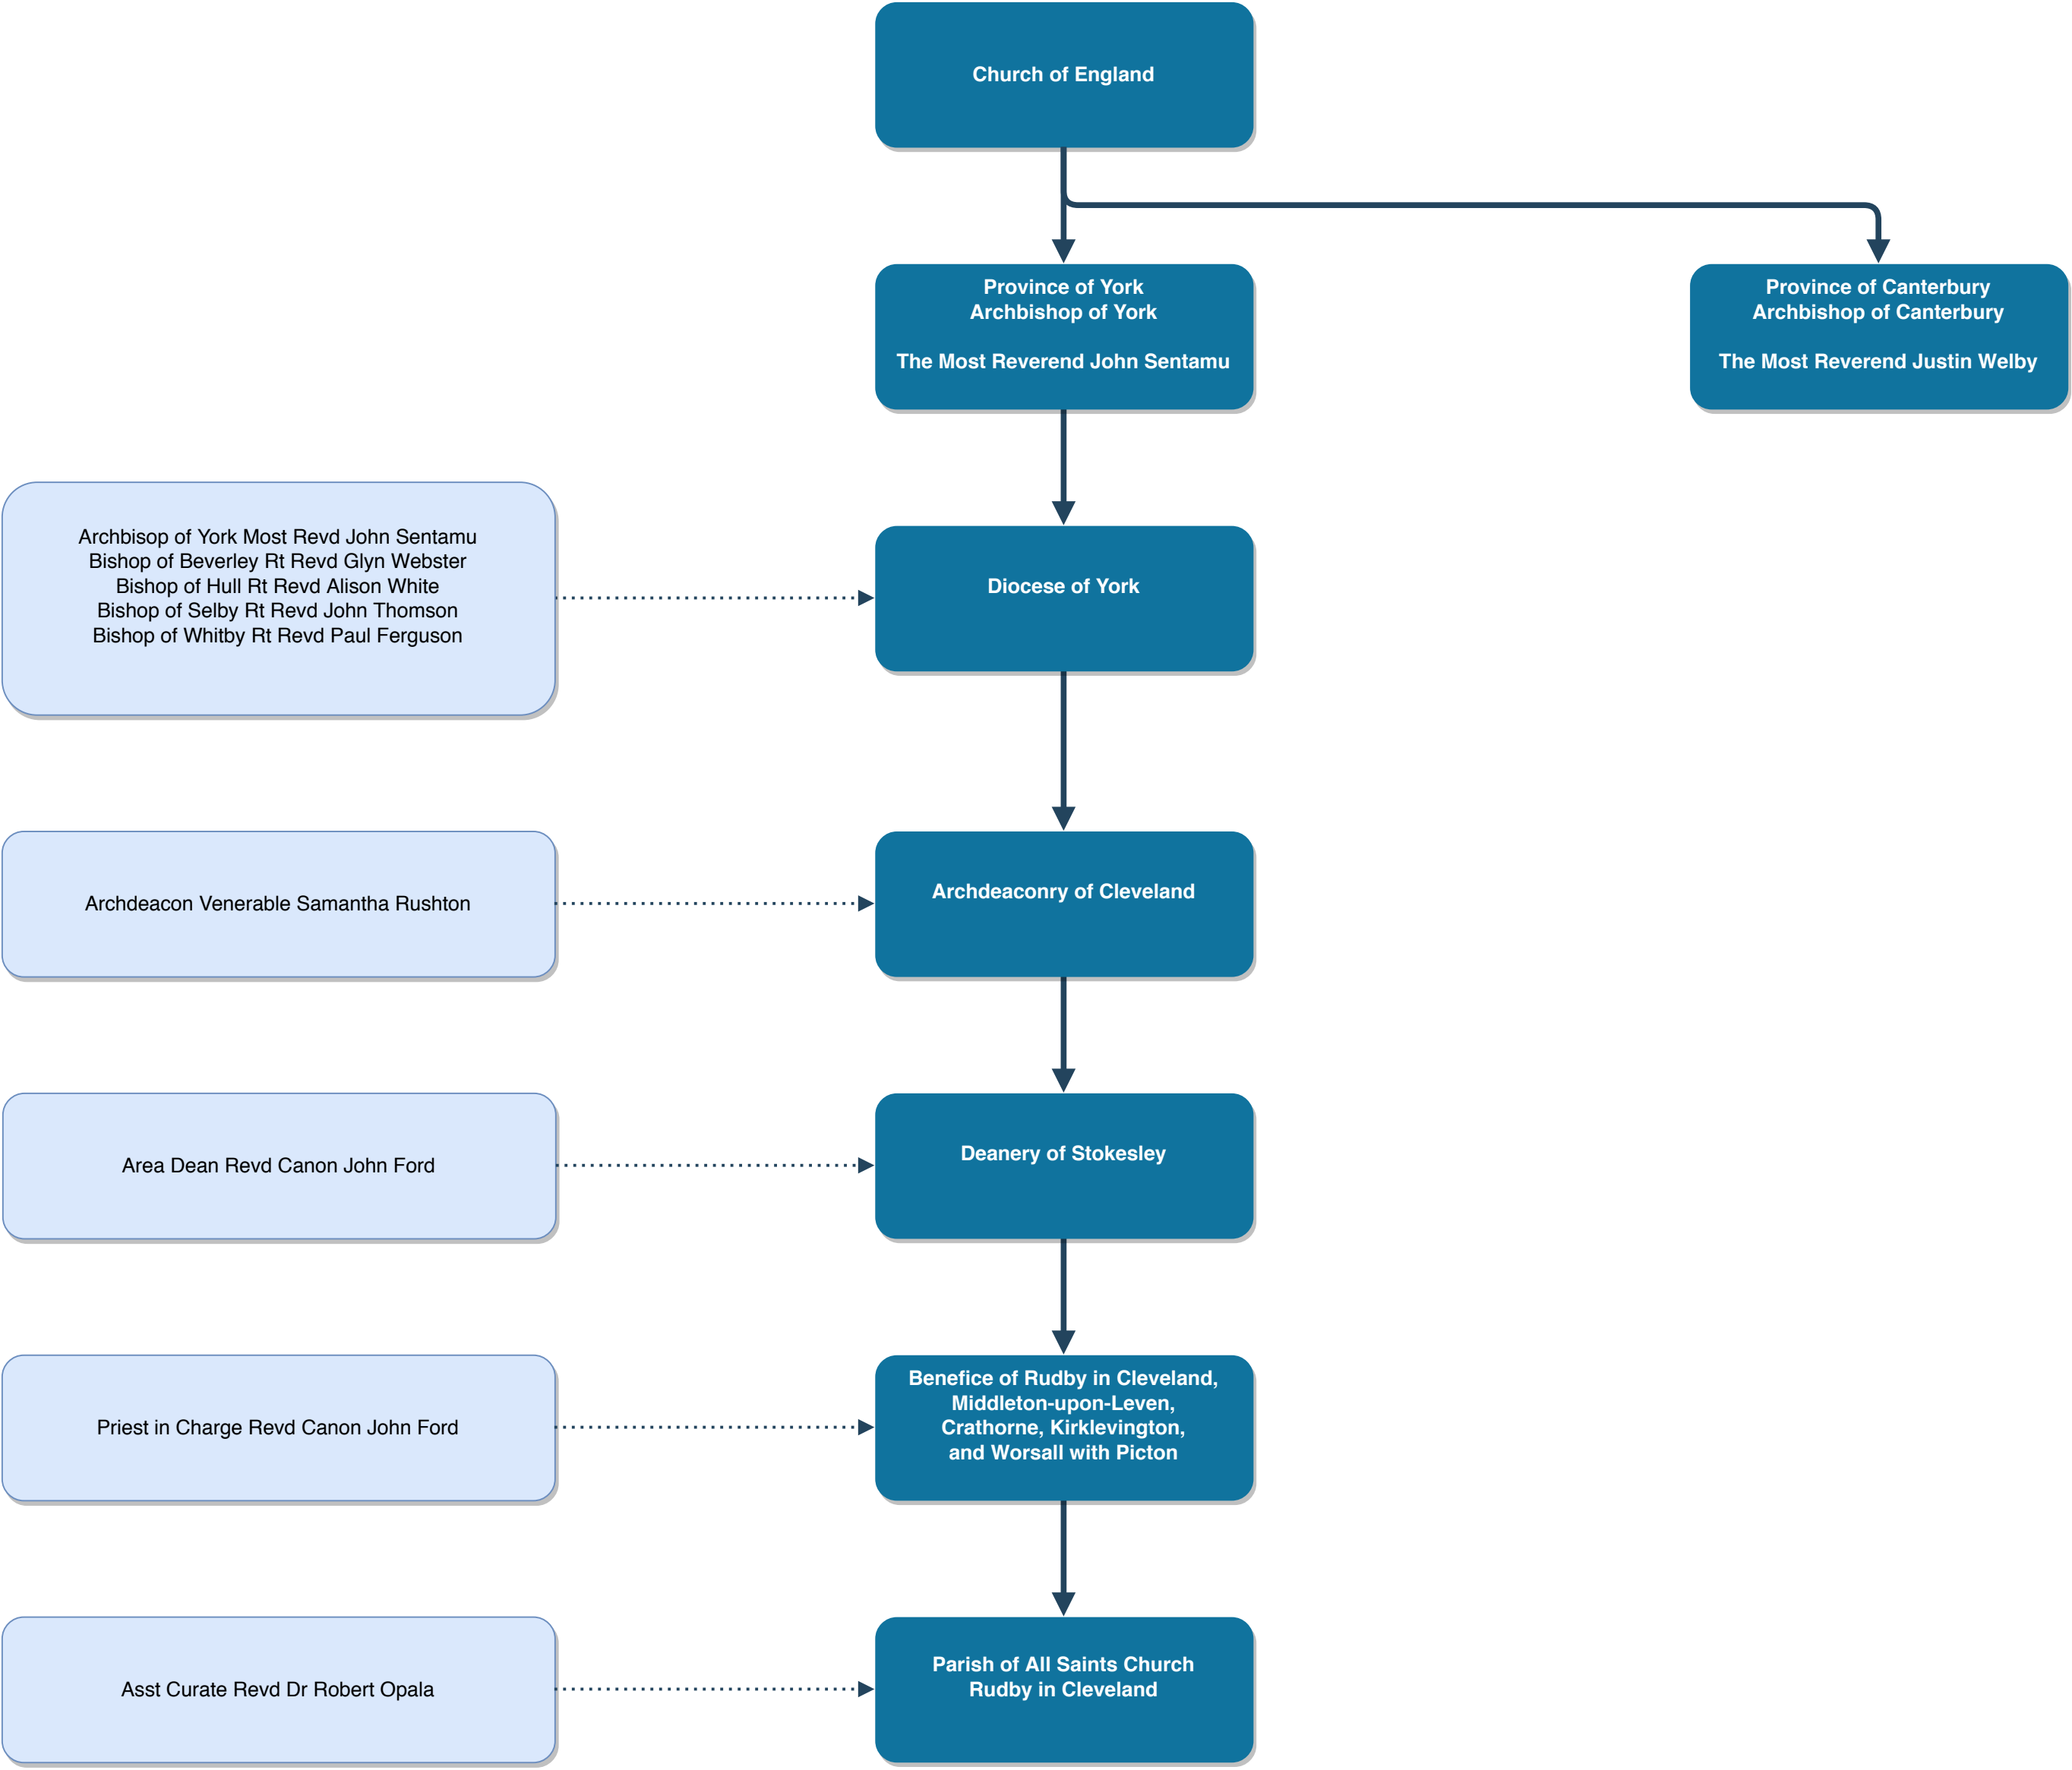 Church of England
Province of York
Archbishop of York
The Most Reverend John Sentamu
Province of Canterbury
Archbishop of Canterbury
The Most Reverend Justin Welby
Archbisop of York Most Revd John Sentamu
Bishop of Beverley Rt Revd Glyn Webster
Bishop of Hull Rt Revd Alison White
Bishop of Selby Rt Revd John Thomson
Bishop of Whitby Rt Revd Paul Ferguson
Diocese of York
Archdeacon Venerable Samantha Rushton
Archdeaconry of Cleveland
Area Dean Revd Canon John Ford
Deanery of Stokesley
Priest in Charge Revd Canon John Ford
Benefice of Rudby in Cleveland,
Middleton-upon-Leven,
Crathorne, Kirklevington,
and Worsall with Picton
Asst Curate Revd Dr Robert Opala
Parish of All Saints Church
Rudby in Cleveland